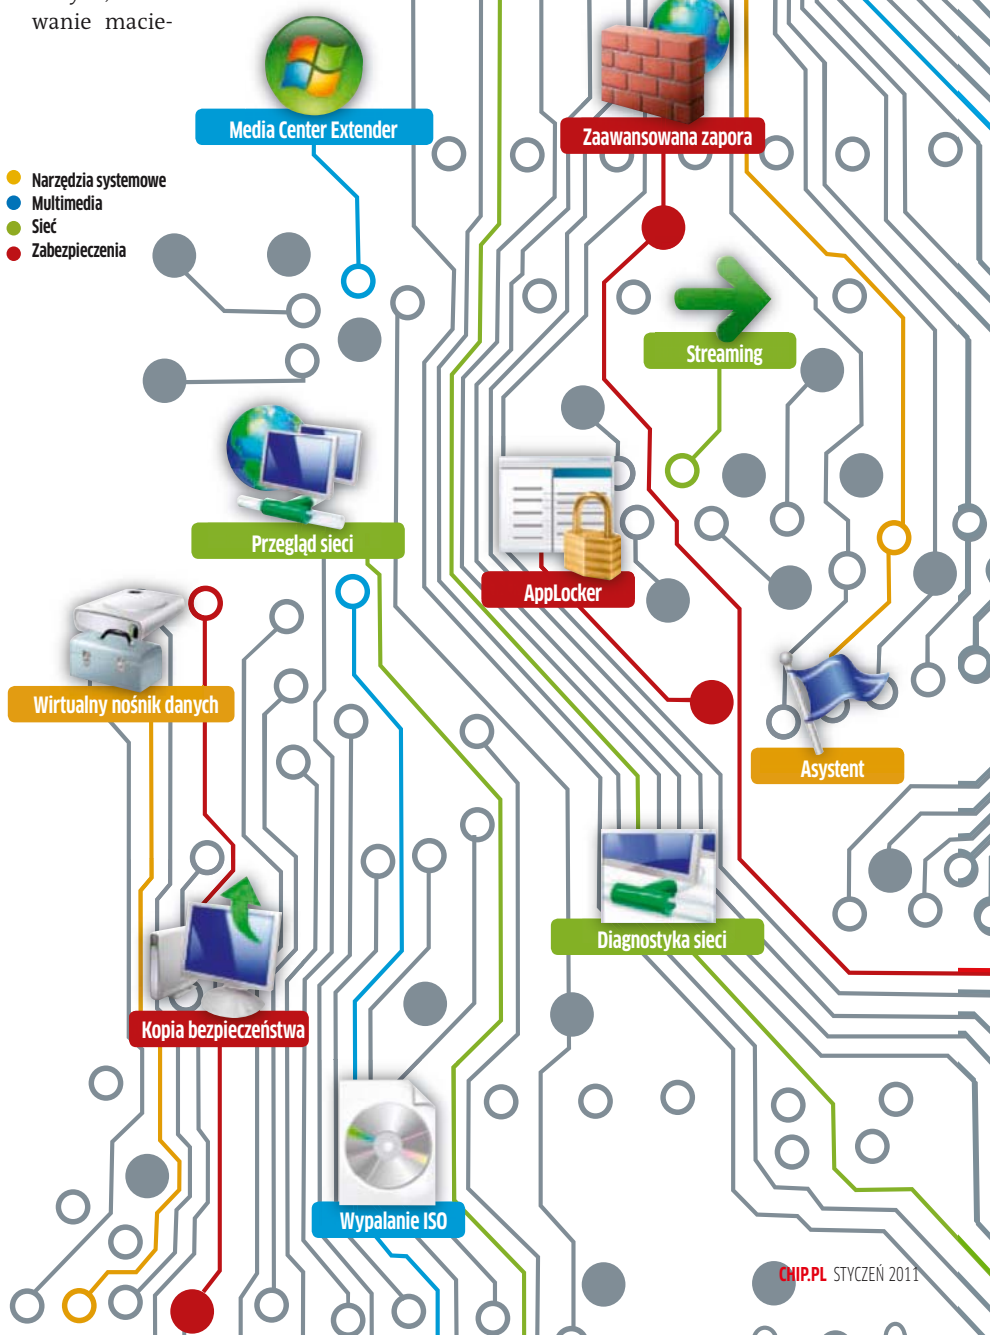 wanie macie-
Media Center Extender
Zaawansowana zapora
Narzędzia systemowe
Multimedia
Sieć
Zabezpieczenia
Streaming
Przegląd sieci
AppLocker
Wirtualny nośnik danych
Asystent
Diagnostyka sieci
Kopia bezpieczeństwa
Wypalanie ISO
CHIP.PL STYCZEŃ 2011